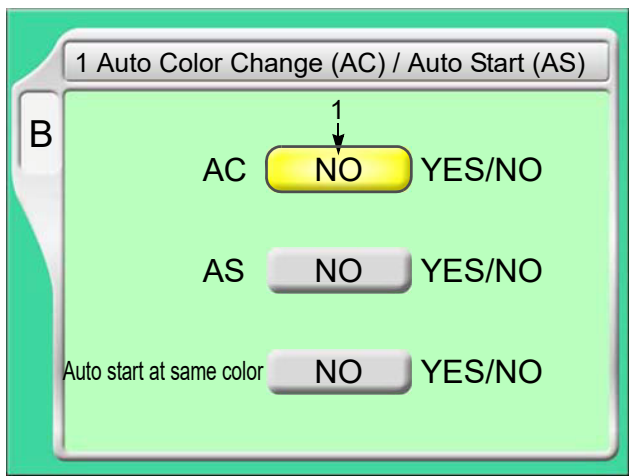 1 Auto Color Change (AC) / Auto Start (AS)
B
1
AC NO YES/NO
AS NO YES/NO
Auto start at same color NO YES/NO